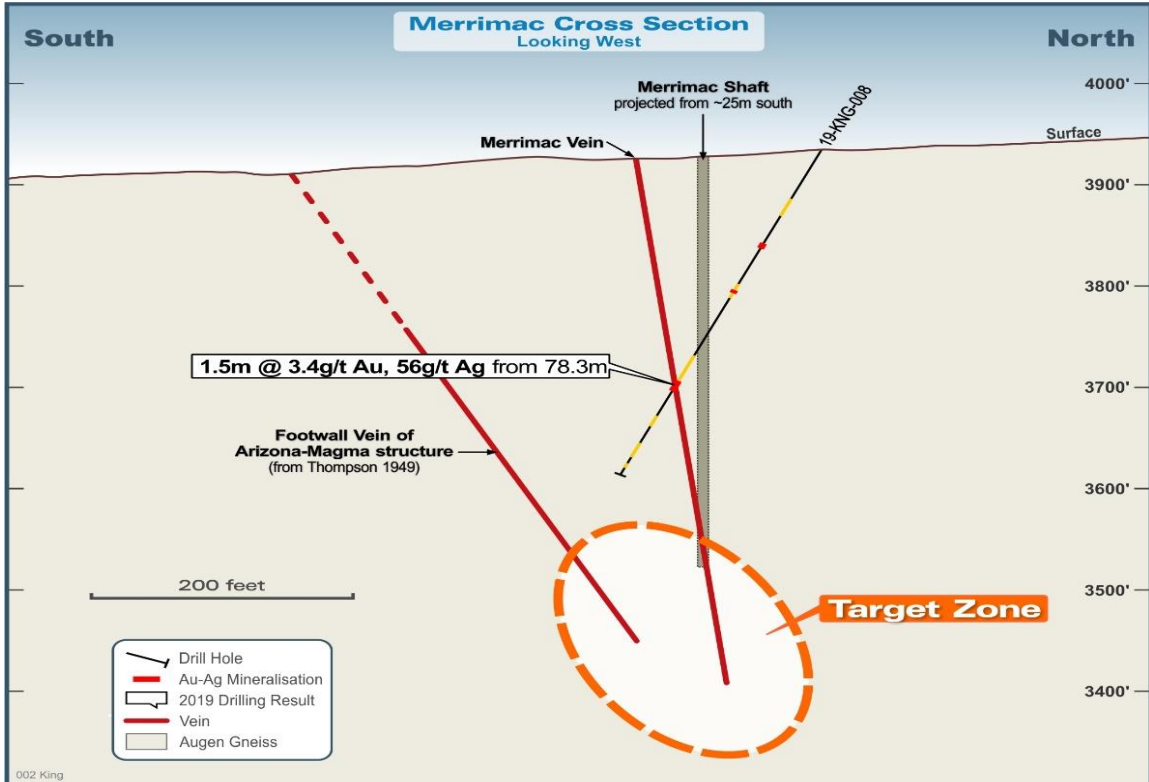 Merrimac Cross Section
Looking West
South
North
4000'
Merrimac Shaft
projected from ~25m south
19-KNG-008
Merrimac Vein
Surface
3900'
3800'
1.5m @ 3.4g/t Au, 56g/t Ag from 78.3m
3700'
Footwall Vein of
Arizona-Magma structure
(from Thompson 1949)
3600'
200 feet
3500'
Target Zone
3400'
Drill Hole
Au-Ag Mineralisation
2019 Drilling Result
Vein
Augen Gneiss
002 King